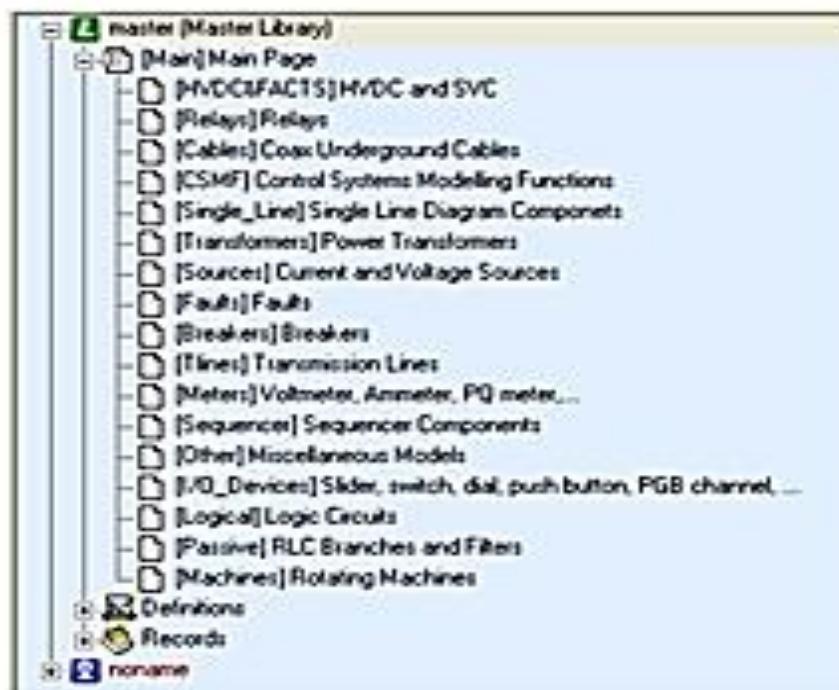 master (Master Library)
[Main] Main Page
[HVDC&FACTS] HVDC and SVC
[Relays] Relays
[Cables] Coax Underground Cables
[CSMF] Control Systems Modelling Functions
[Single_Line] Single Line Diagram Componets
[Transformers] Power Transformers
[Sources] Current and Voltage Sources
[Faults] Faults
[Breakers] Breakers
[Tlines] Transmission Lines
[Meters] Voltmeter, Ammeter, PQ meter,...
[Sequencer] Sequencer Components
[Other] Miscellaneous Models
[I/O_Devices] Slider, switch, dial, push button, PGB channel, ...
[Logical] Logic Circuits
[Passive] RLC Branches and Filters
[Machines] Rotating Machines
Definitions
Records
noname